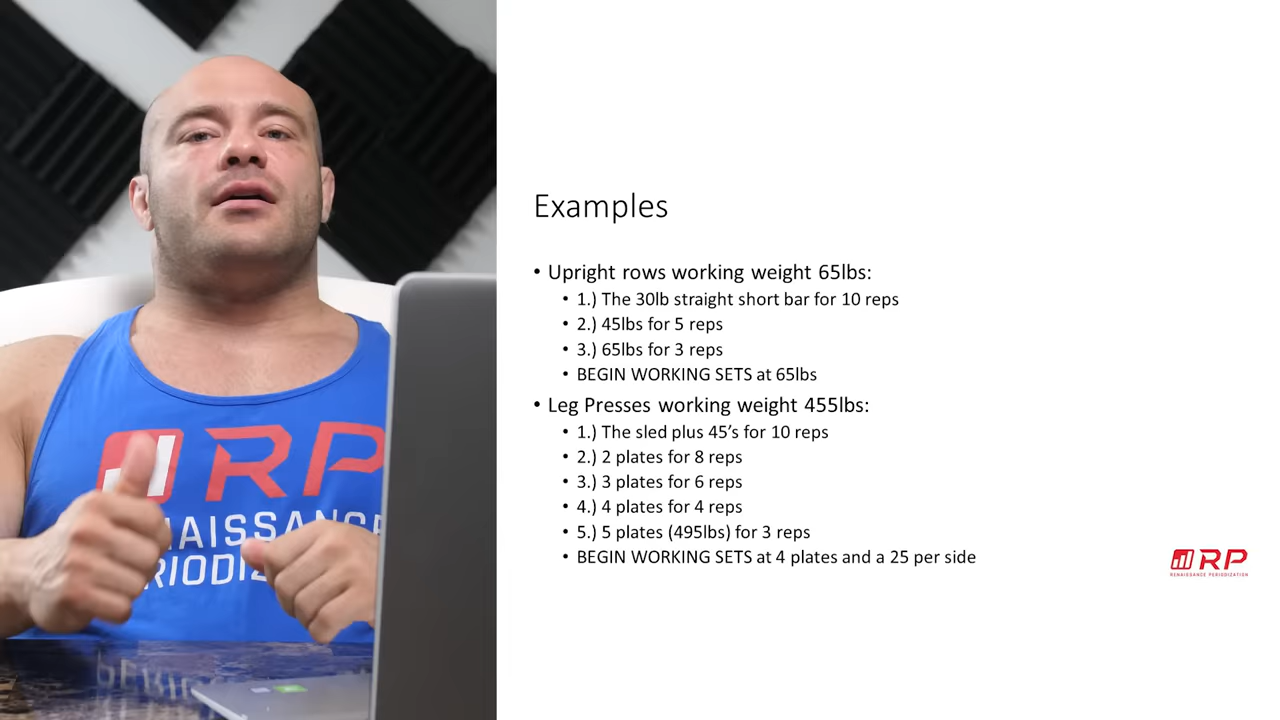 Examples
• Upright rows working weight 65lbs:
• 1.) The 30lb straight short bar for 10 reps
• 2.) 45lbs for 5 reps
• 3.) 65lbs for 3 reps
• BEGIN WORKING SETS at 65lbs
• Leg Presses working weight 455lbs:
• 1.) The sled plus 45’s for 10 reps
• 2.) 2 plates for 8 reps
• 3.) 3 plates for 6 reps
• 4.) 4 plates for 4 reps
• 5.) 5 plates (495lbs) for 3 reps
• BEGIN WORKING SETS at 4 plates and a 25 per side
RP
RENAISSANCE PERIODIZATION
RP